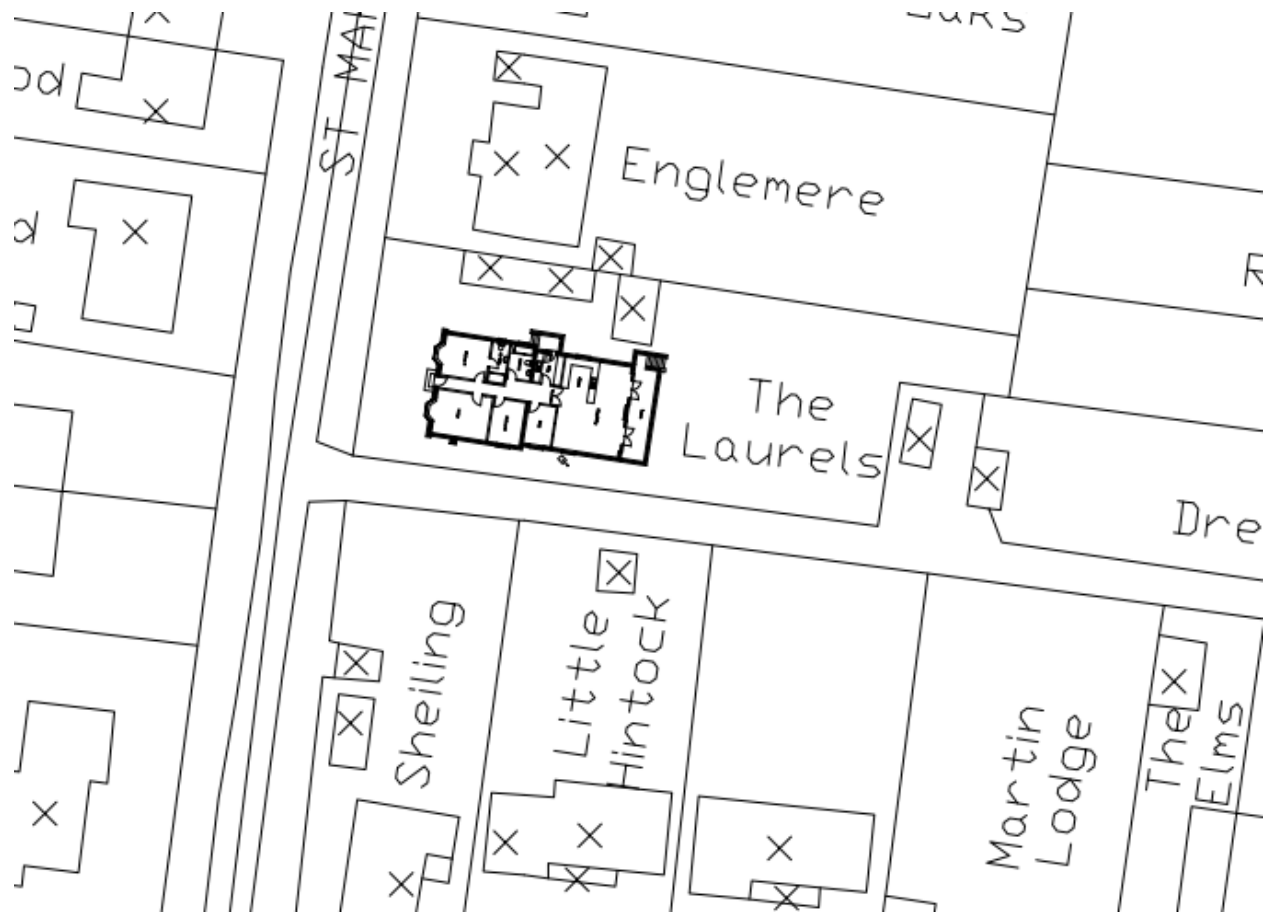 ST MA
Englemere
The
Laurels
Dre
Sheiling
Little
Hintock
Martin
Lodge
The
Elms